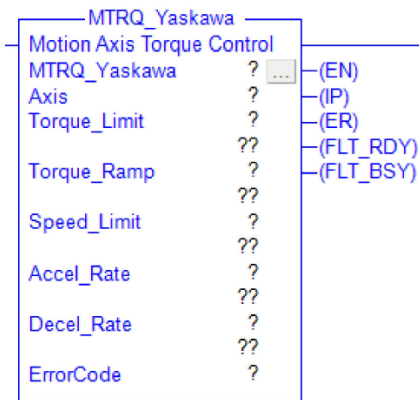 MTRQ_Yaskawa
Motion Axis Torque Control
MTRQ_Yaskawa ? ... (EN)
Axis ? (IP)
Torque_Limit ? (ER)
?? (FLT_RDY)
Torque_Ramp ? (FLT_BSY)
??
Speed_Limit ?
??
Accel_Rate ?
??
Decel_Rate ?
??
ErrorCode ?